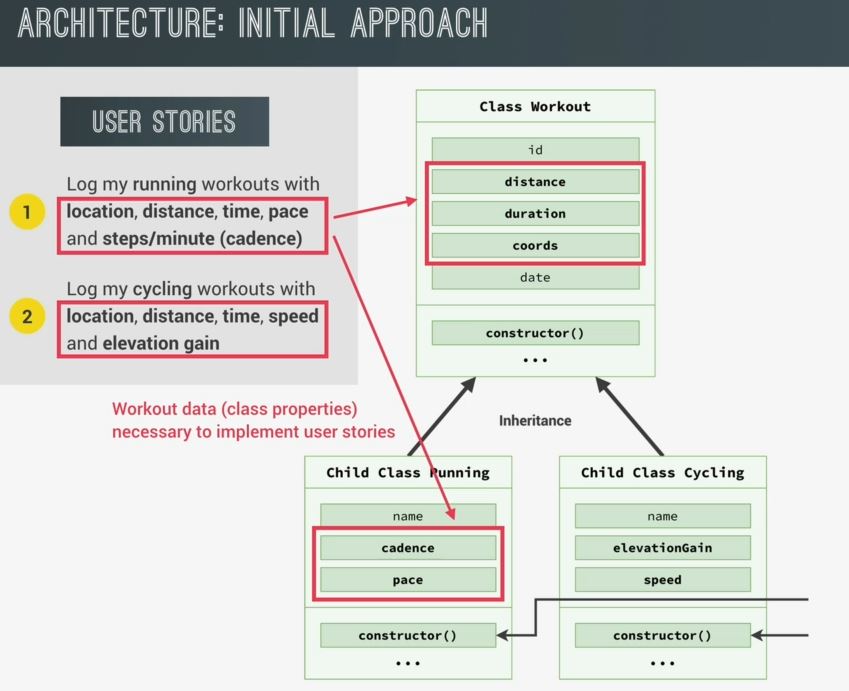 ARCHITECTURE: INITIAL APPROACH
USER STORIES
1
Log my running workouts with
location, distance, time, pace
and steps/minute (cadence)
2
Log my cycling workouts with
location, distance, time, speed
and elevation gain
Workout data (class properties)
necessary to implement user stories
Class Workout
id
distance
duration
coords
date
constructor()
...
Inheritance
Child Class Running
name
cadence
pace
constructor()
...
Child Class Cycling
name
elevationGain
speed
constructor()
...